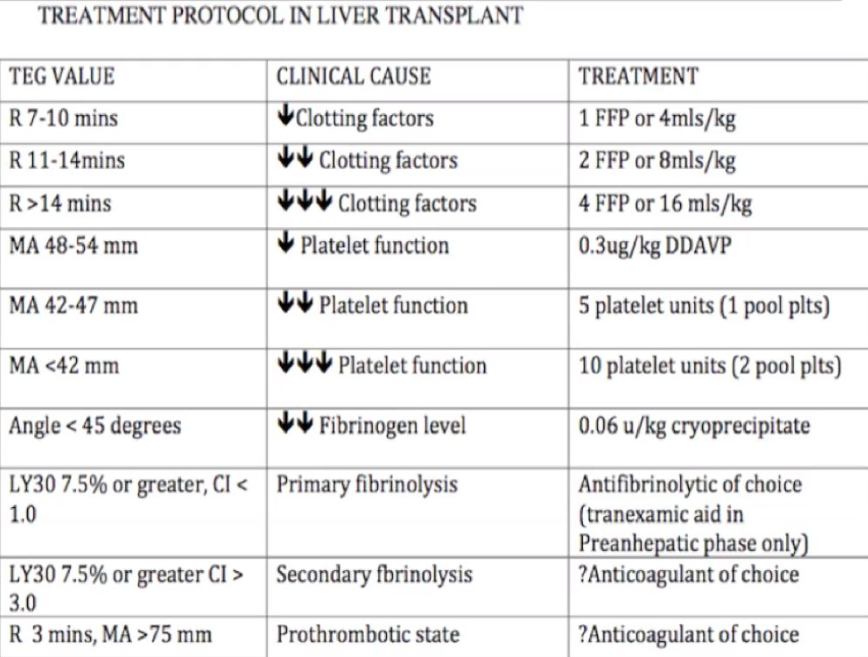 TREATMENT PROTOCOL IN LIVER TRANSPLANT
TEG VALUE CLINICAL CAUSE TREATMENT
R 7-10 mins ↓Clotting factors 1 FFP or 4mls/kg
R 11-14mins ↓↓ Clotting factors 2 FFP or 8mls/kg
R >14 mins ↓↓↓ Clotting factors 4 FFP or 16 mls/kg
MA 48-54 mm ↓ Platelet function 0.3ug/kg DDAVP
MA 42-47 mm ↓↓ Platelet function 5 platelet units (1 pool plts)
MA <42 mm ↓↓↓ Platelet function 10 platelet units (2 pool plts)
Angle < 45 degrees ↓↓ Fibrinogen level 0.06 u/kg cryoprecipitate
LY30 7.5% or greater, CI < Primary fibrinolysis Antifibrinolytic of choice
1.0 (tranexamic aid in
Preanhepatic phase only)
LY30 7.5% or greater CI > Secondary fbrinolysis ?Anticoagulant of choice
3.0
R 3 mins, MA >75 mm Prothrombotic state ?Anticoagulant of choice